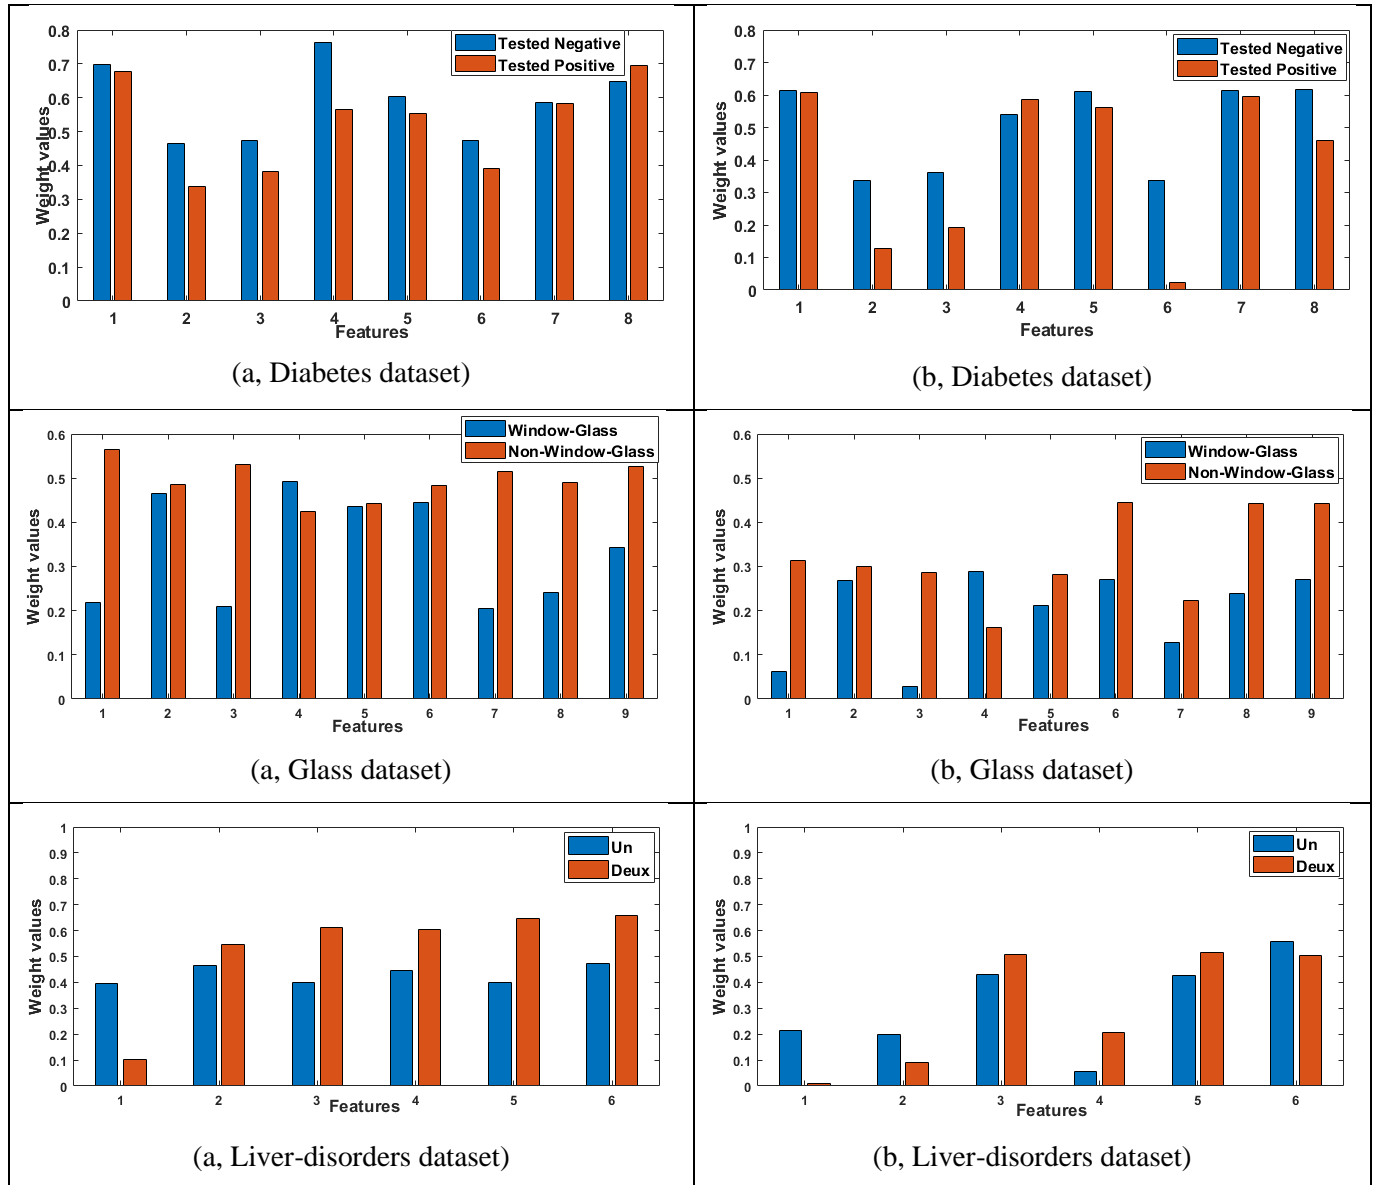 0.8
0.7
0.6
0.5
0.4
0.3
0.2
0.1
0
Weight values
Tested Negative
Tested Positive
1 2 3 4 5 6 7 8
Features
(a, Diabetes dataset)
0.8
0.7
0.6
0.5
0.4
0.3
0.2
0.1
0
Weight values
Tested Negative
Tested Positive
1 2 3 4 5 6 7 8
Features
(b, Diabetes dataset)
0.6
0.5
0.4
0.3
0.2
0.1
0
Weight values
Window-Glass
Non-Window-Glass
1 2 3 4 5 6 7 8 9
Features
(a, Glass dataset)
0.6
0.5
0.4
0.3
0.2
0.1
0
Weight values
Window-Glass
Non-Window-Glass
1 2 3 4 5 6 7 8 9
Features
(b, Glass dataset)
1
0.9
0.8
0.7
0.6
0.5
0.4
0.3
0.2
0.1
0
Weight values
Un
Deux
1 2 3 4 5 6
Features
(a, Liver-disorders dataset)
1
0.9
0.8
0.7
0.6
0.5
0.4
0.3
0.2
0.1
0
Weight values
Un
Deux
1 2 3 4 5 6
Features
(b, Liver-disorders dataset)